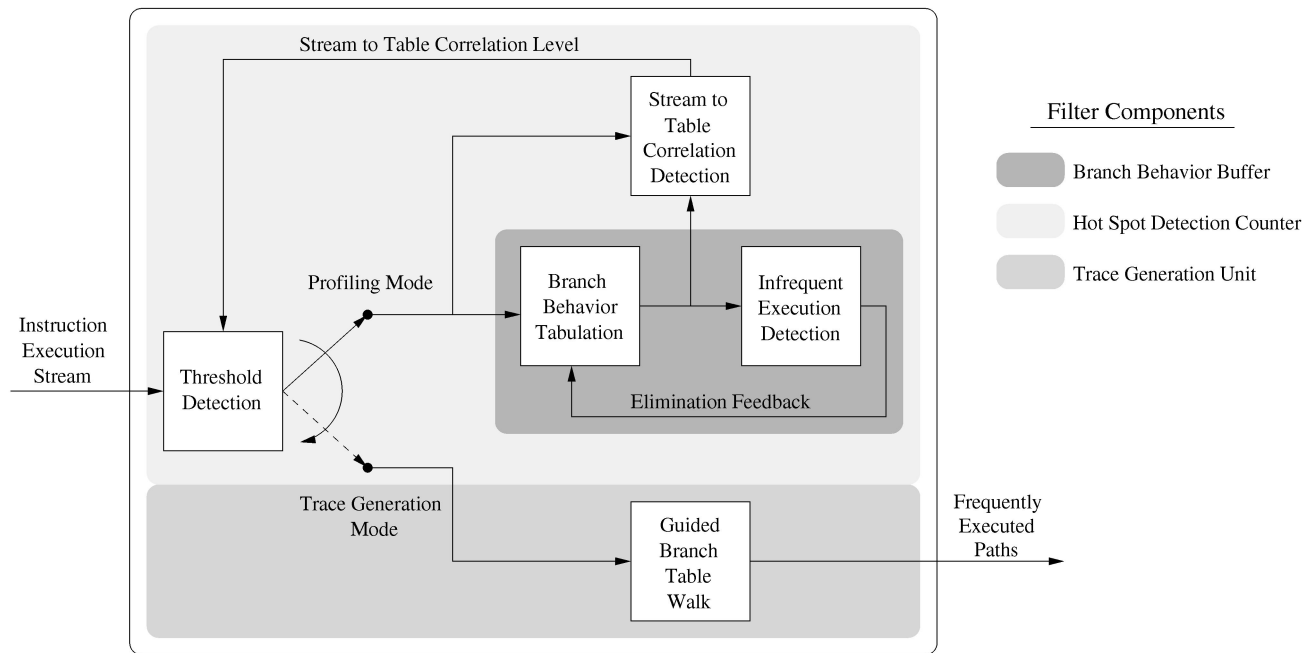 Stream to Table Correlation Level
Stream to
Table
Correlation
Detection
Profiling Mode
Branch
Behavior
Tabulation
Infrequent
Execution
Detection
Elimination Feedback
Instruction
Execution
Stream
Threshold
Detection
Trace Generation
Mode
Guided
Branch
Table
Walk
Frequently
Executed
Paths
Filter Components
Branch Behavior Buffer
Hot Spot Detection Counter
Trace Generation Unit